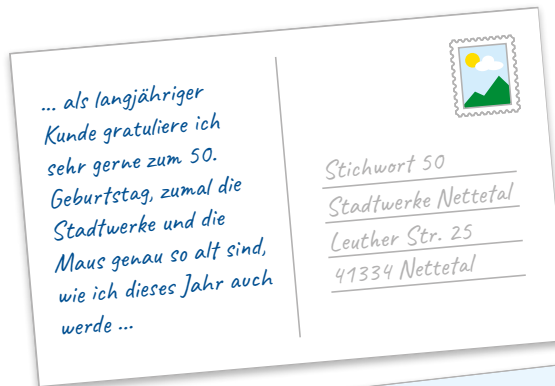 ... als langjähriger
Kunde gratuliere ich
sehr gerne zum 50.
Geburtstag, zumal die
Stadtwerke und die
Maus genau so alt sind,
wie ich dieses Jahr auch
werde ...
Stichwort 50
Stadtwerke Nettetal
Leuther Str. 25
41334 Nettetal